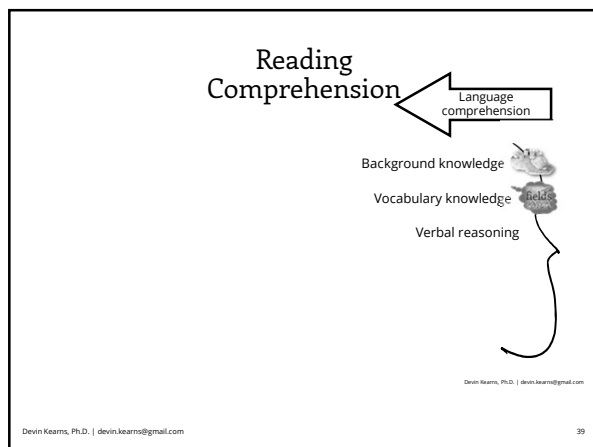 Reading
Comprehension
Language
comprehension
Background knowledge
Vocabulary knowledge
fields
Verbal reasoning
Devin Kearns, Ph.D. | devin.kearns@gmail.com
Devin Kearns, Ph.D. | devin.kearns@gmail.com
39